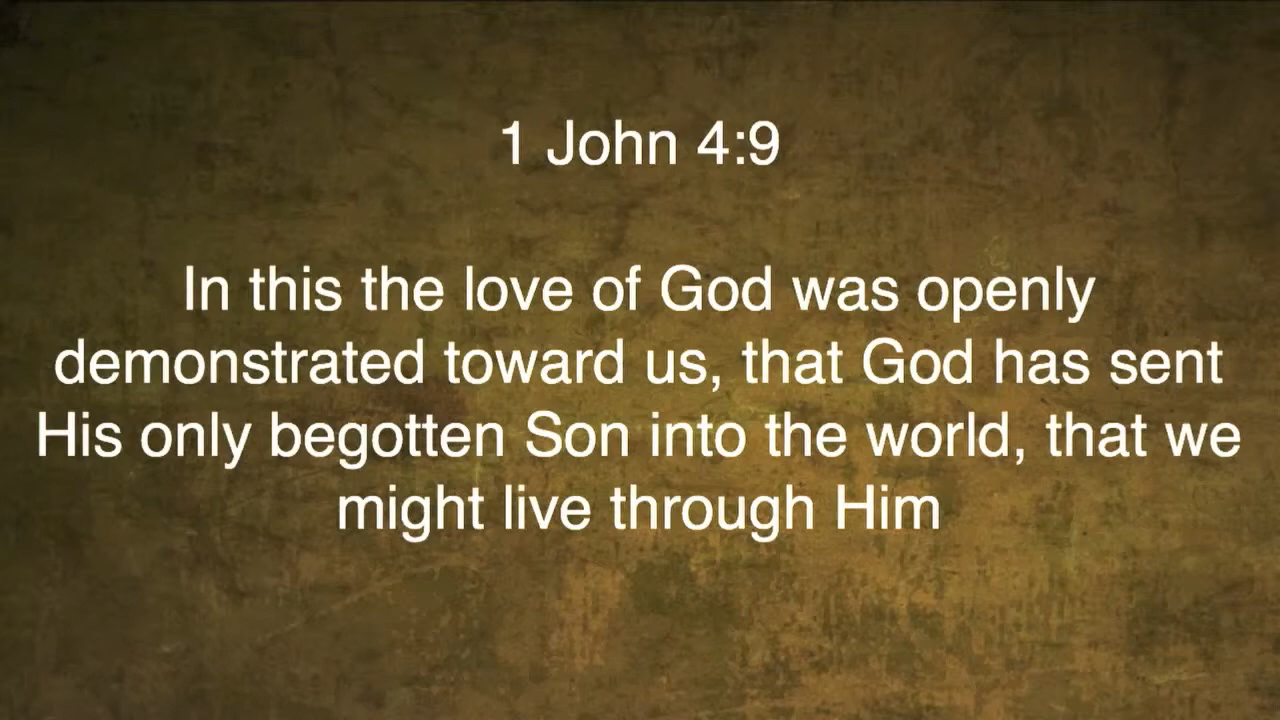 1 John 4:9
In this the love of God was openly
demonstrated toward us, that God has sent
His only begotten Son into the world, that we
might live through Him